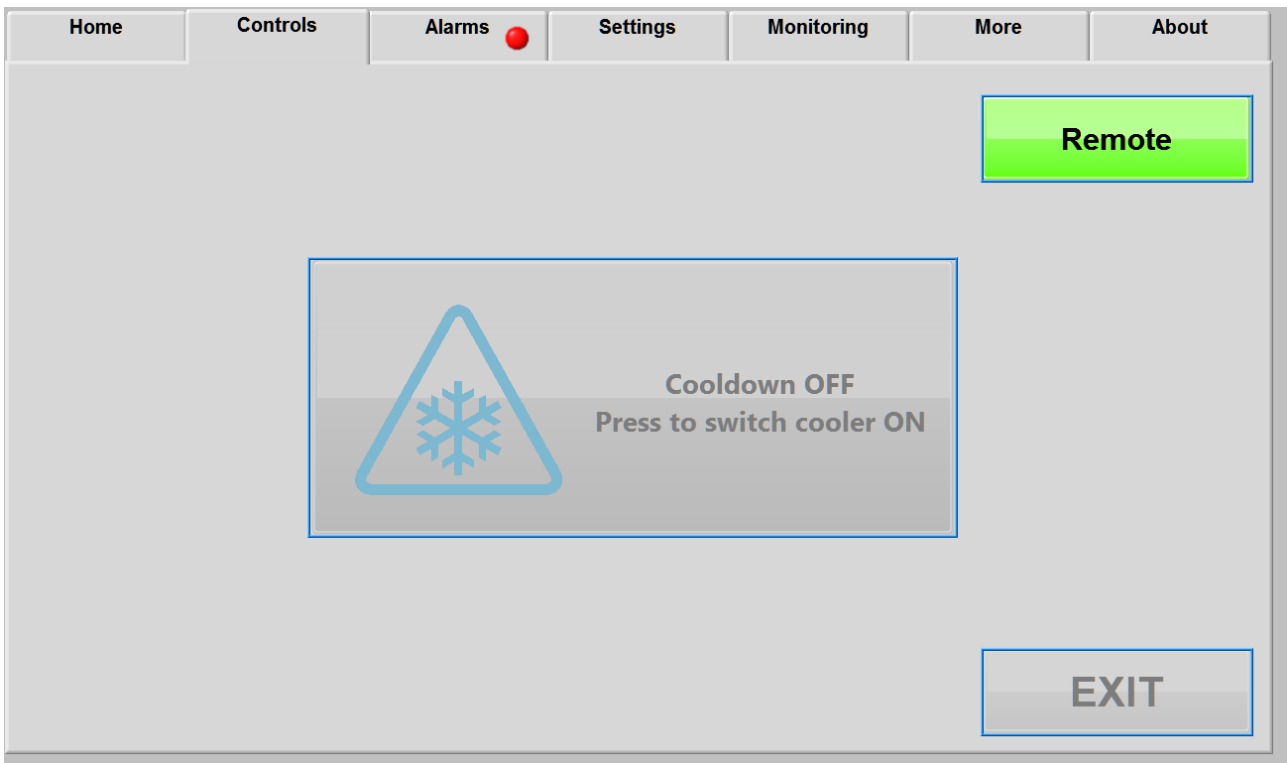 Home
Controls
Alarms
Settings
Monitoring
More
About
Remote
Cooldown OFF
Press to switch cooler ON
EXIT